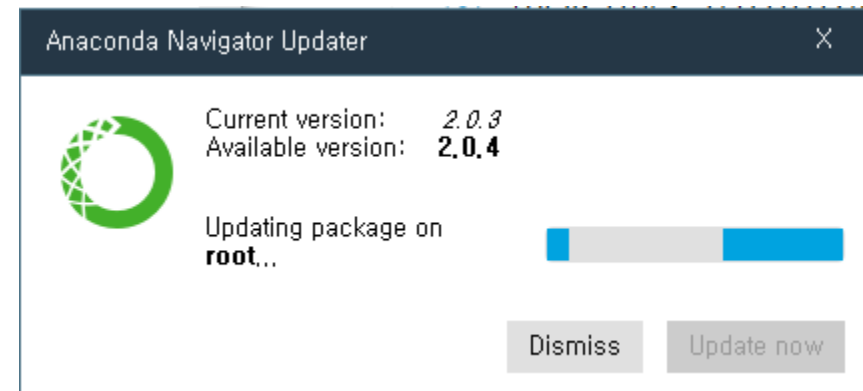 Anaconda Navigator Updater
X
Current version: 2.0.3
Available version: 2.0.4
Updating package on
root...
Dismiss
Update now